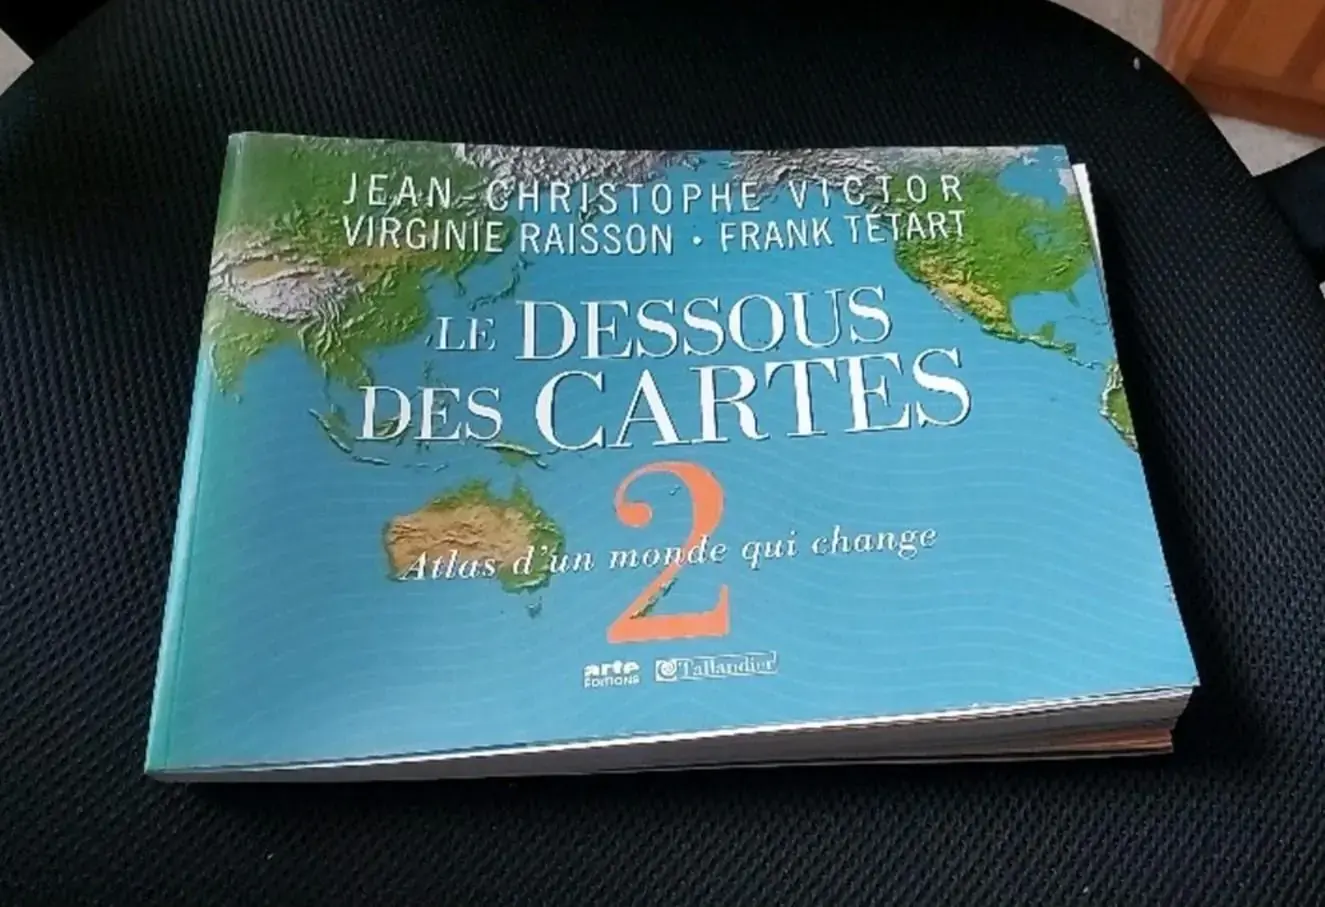 JEAN-CHRISTOPHE VICTOR
VIRGINIE RAISSON • FRANK TÉTART
LE DESSOUS
DES CARTES
2
Atlas d'un monde qui change
arte
ÉDITIONS
Tallandier